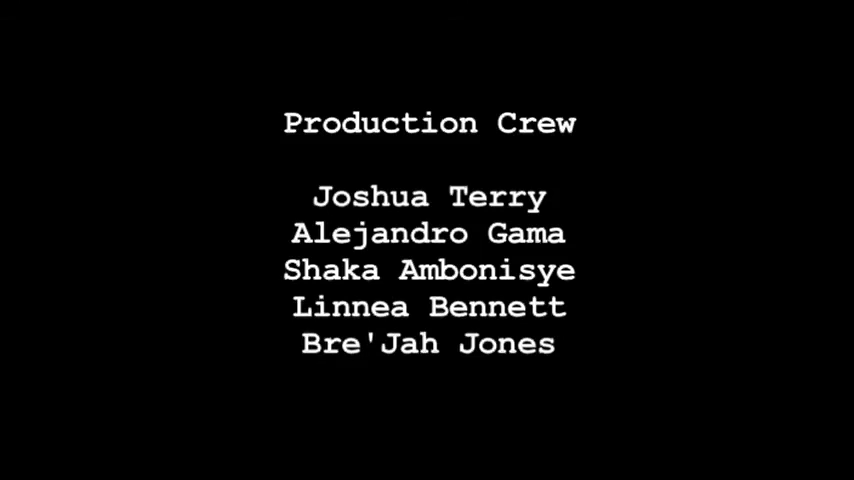 Production Crew
Joshua Terry
Alejandro Gama
Shaka Ambonisye
Linnea Bennett
Bre'Jah Jones